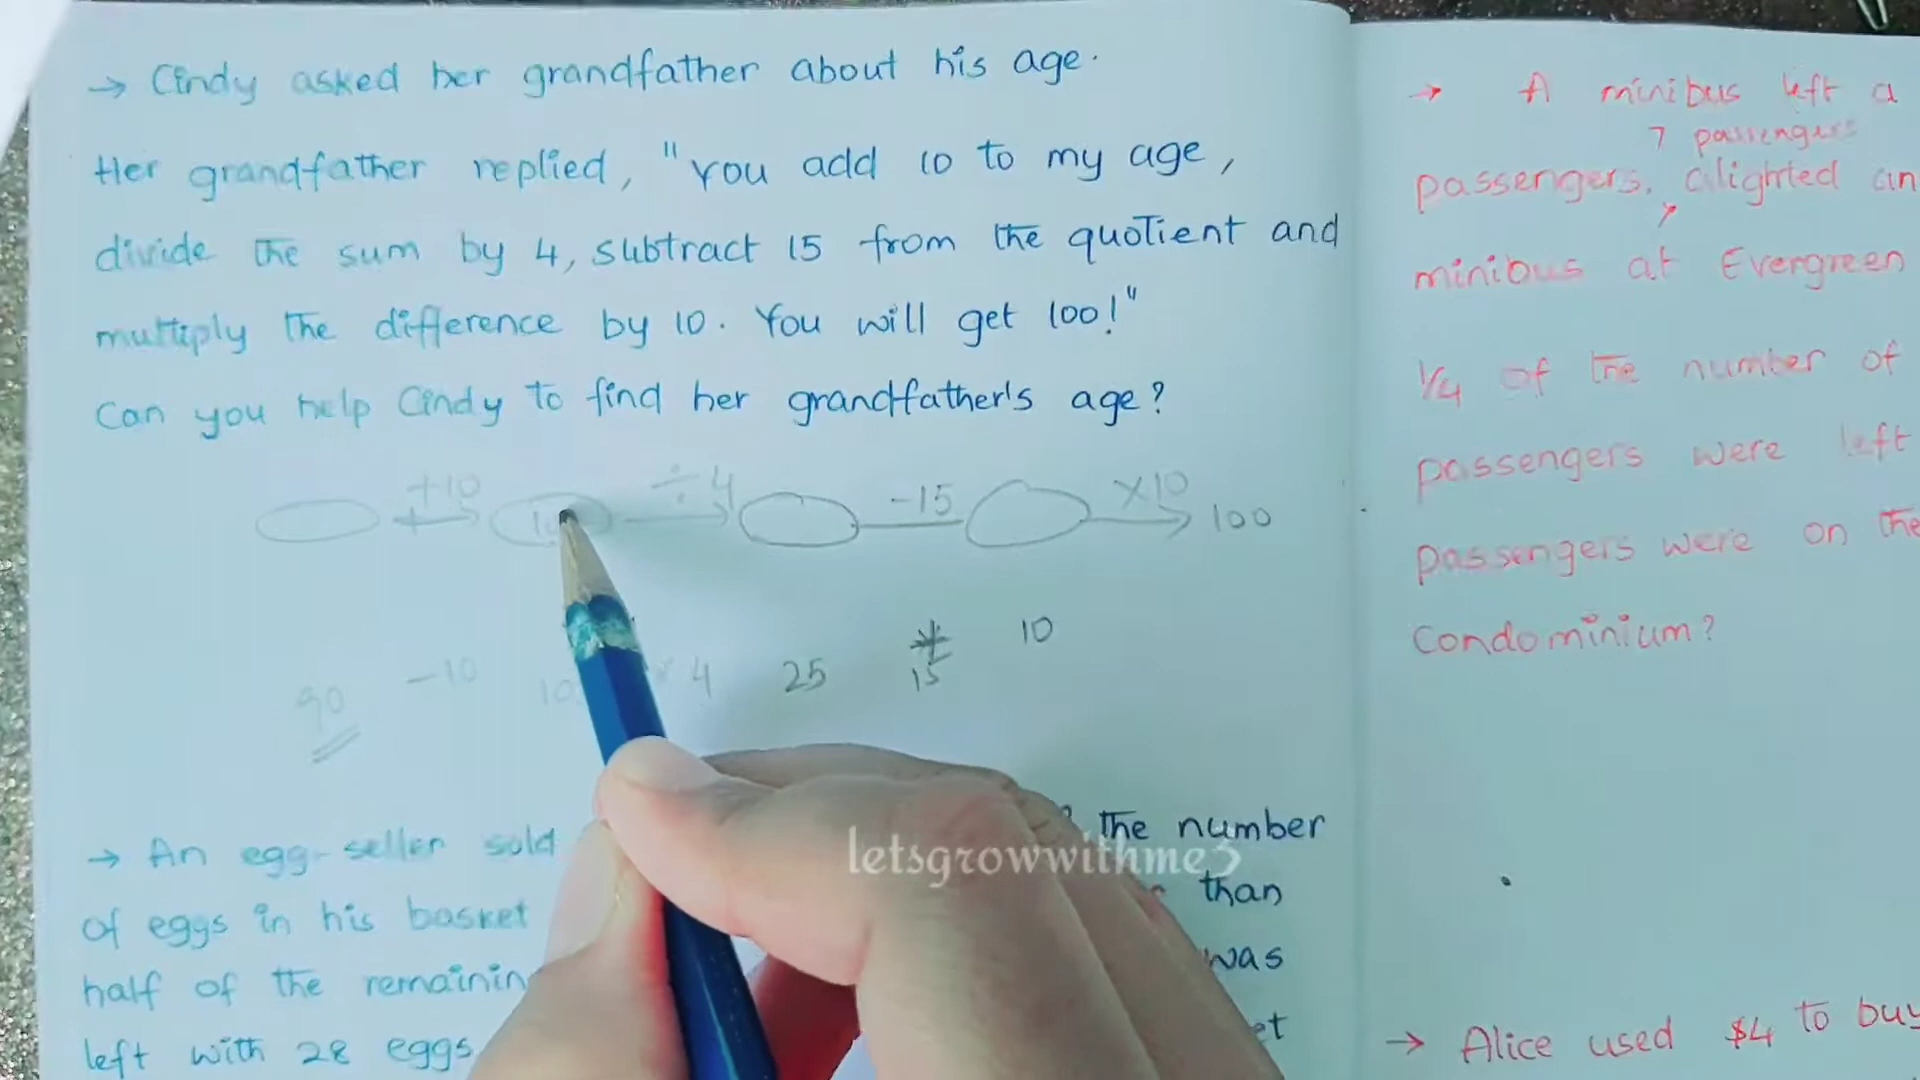 → Cindy asked her grandfather about his age.
Her grandfather replied, "You add 10 to my age,
divide the sum by 4, subtract 15 from the quotient and
multiply the difference by 10. You will get 100!"
Can you help Cindy to find her grandfather's age?
+10 ÷4 -15 ×10 100
90 -10 4 25 + 15 10
→ An egg-seller sold the number
of eggs in his basket than
half of the was
left with 28 eggs.
letsgrowwithme3
→ A minibus left a
7 passengers
passengers, alighted
minibus at Evergreen
1/4 of the number of
passengers were left
passengers were on the
Condominium?
→ Alice used $4 to buy